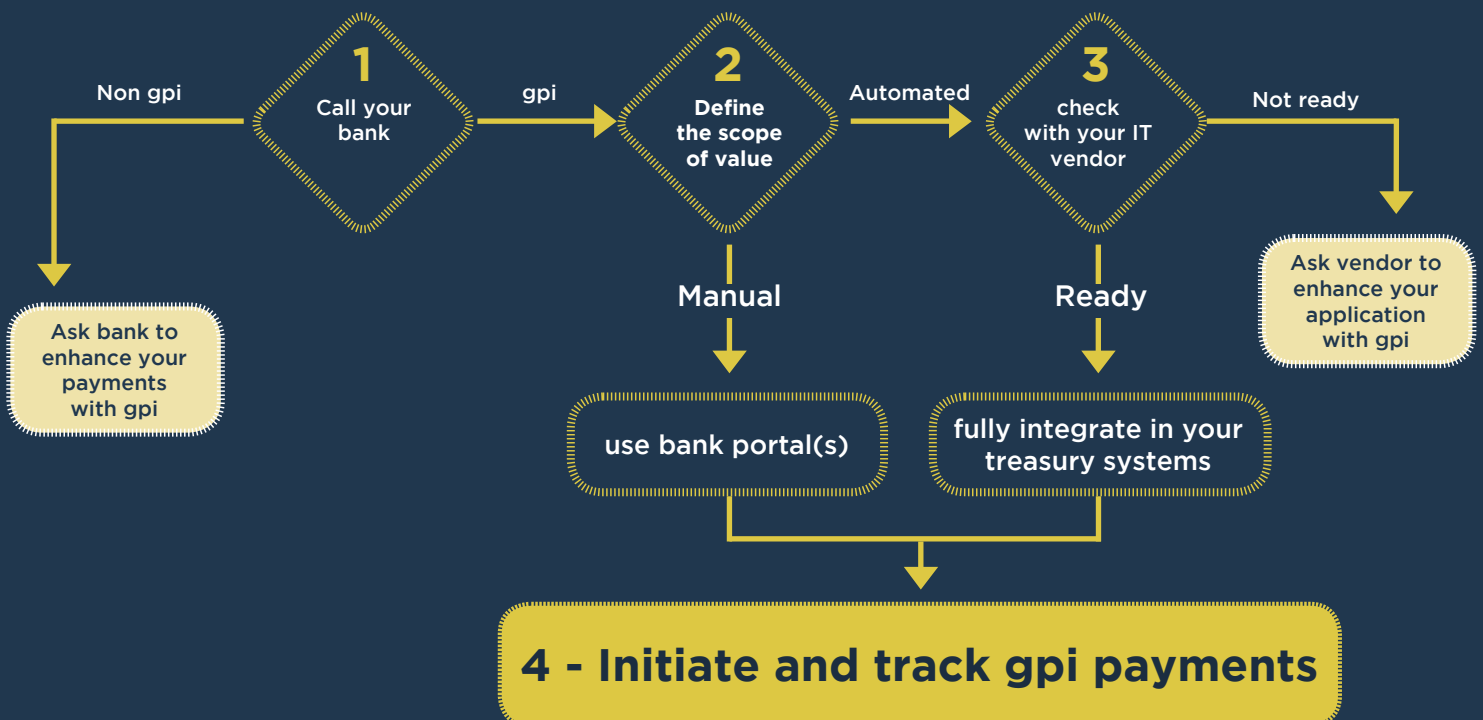 1
Call your
bank
Non gpi
gpi
2
Define
the scope
of value
Automated
3
check
with your IT
vendor
Not ready
Ask bank to
enhance your
payments
with gpi
Manual
Ready
Ask vendor to
enhance your
application
with gpi
use bank portal(s)
fully integrate in your
treasury systems
4 - Initiate and track gpi payments